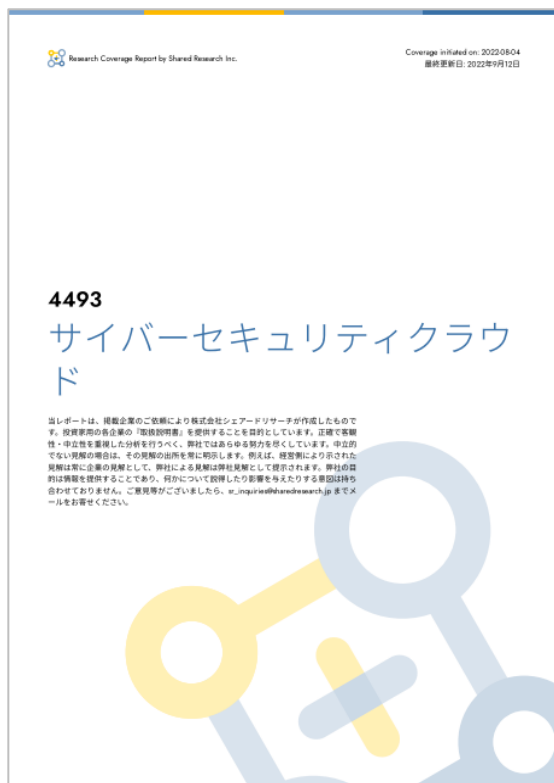 Research Coverage Report by Shared Research Inc.
Coverage initiated on: 2022-08-04
最終更新日: 2022年9月12日
4493
サイバーセキュリティクラウ
ド
当レポートは、掲載企業のご依頼により株式会社シェアードリサーチが作成したもので
す。投資家用の各企業の『取扱説明書』を提供することを目的としています。正確で客観
性・中立性を重視した分析を行うべく、弊社ではあらゆる努力を尽くしています。中立的
でない見解の場合は、その見解の出所を常に明示します。例えば、経営側により示された
見解は常に企業の見解として、弊社による見解は弊社見解として提示されます。弊社の目
的は情報を提供することであり、何かについて説得したり影響を与えたりする意図は持ち
合わせておりません。ご意見等がございましたら、sr_inquiries@sharedresearch.jp までメ
ールをお寄せください。